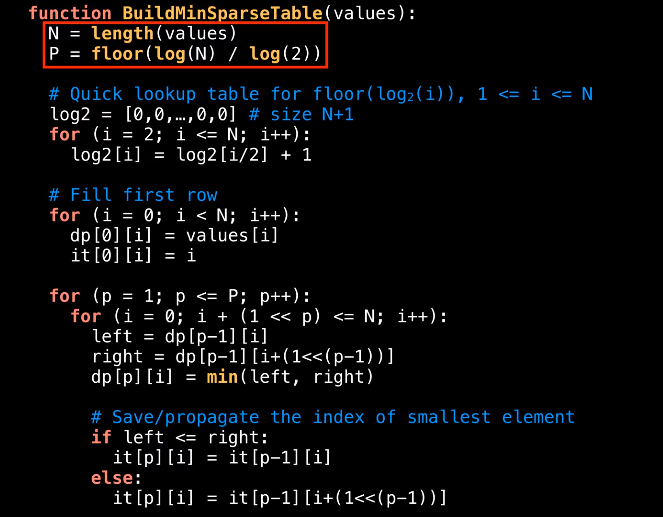 function BuildMinSparseTable(values):
N = length(values)
P = floor(log(N) / log(2))
# Quick lookup table for floor(log₂(i)), 1 <= i <= N
log2 = [0,0,…,0,0] # size N+1
for (i = 2; i <= N; i++):
log2[i] = log2[i/2] + 1
# Fill first row
for (i = 0; i < N; i++):
dp[0][i] = values[i]
it[0][i] = i
for (p = 1; p <= P; p++):
for (i = 0; i + (1 << p) <= N; i++):
left = dp[p-1][i]
right = dp[p-1][i+(1<<(p-1))]
dp[p][i] = min(left, right)
# Save/propagate the index of smallest element
if left <= right:
it[p][i] = it[p-1][i]
else:
it[p][i] = it[p-1][i+(1<<(p-1))]